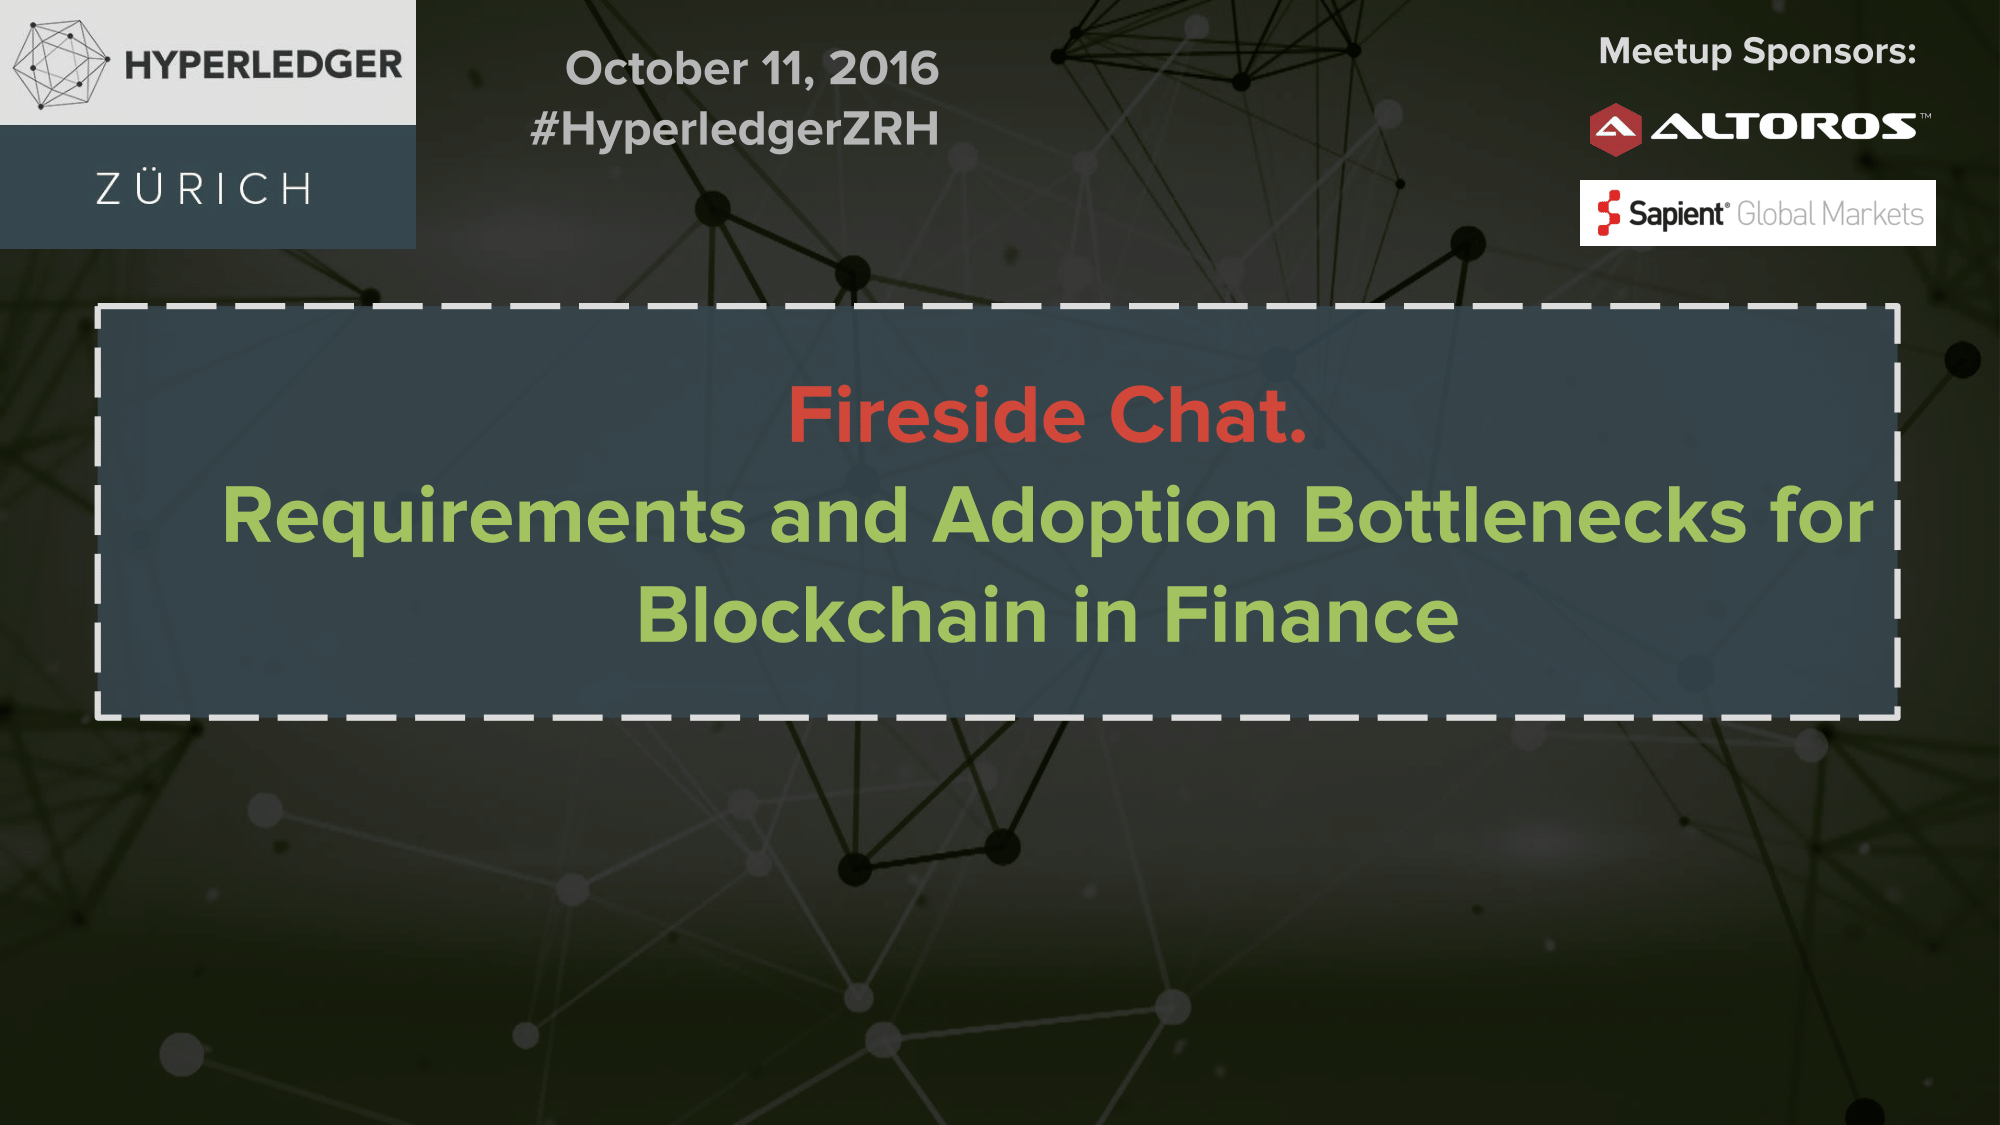 HYPERLEDGER
ZÜRICH
October 11, 2016
#HyperledgerZRH
Meetup Sponsors:
ALTOROS™
Sapient® Global Markets
Fireside Chat.
Requirements and Adoption Bottlenecks for
Blockchain in Finance